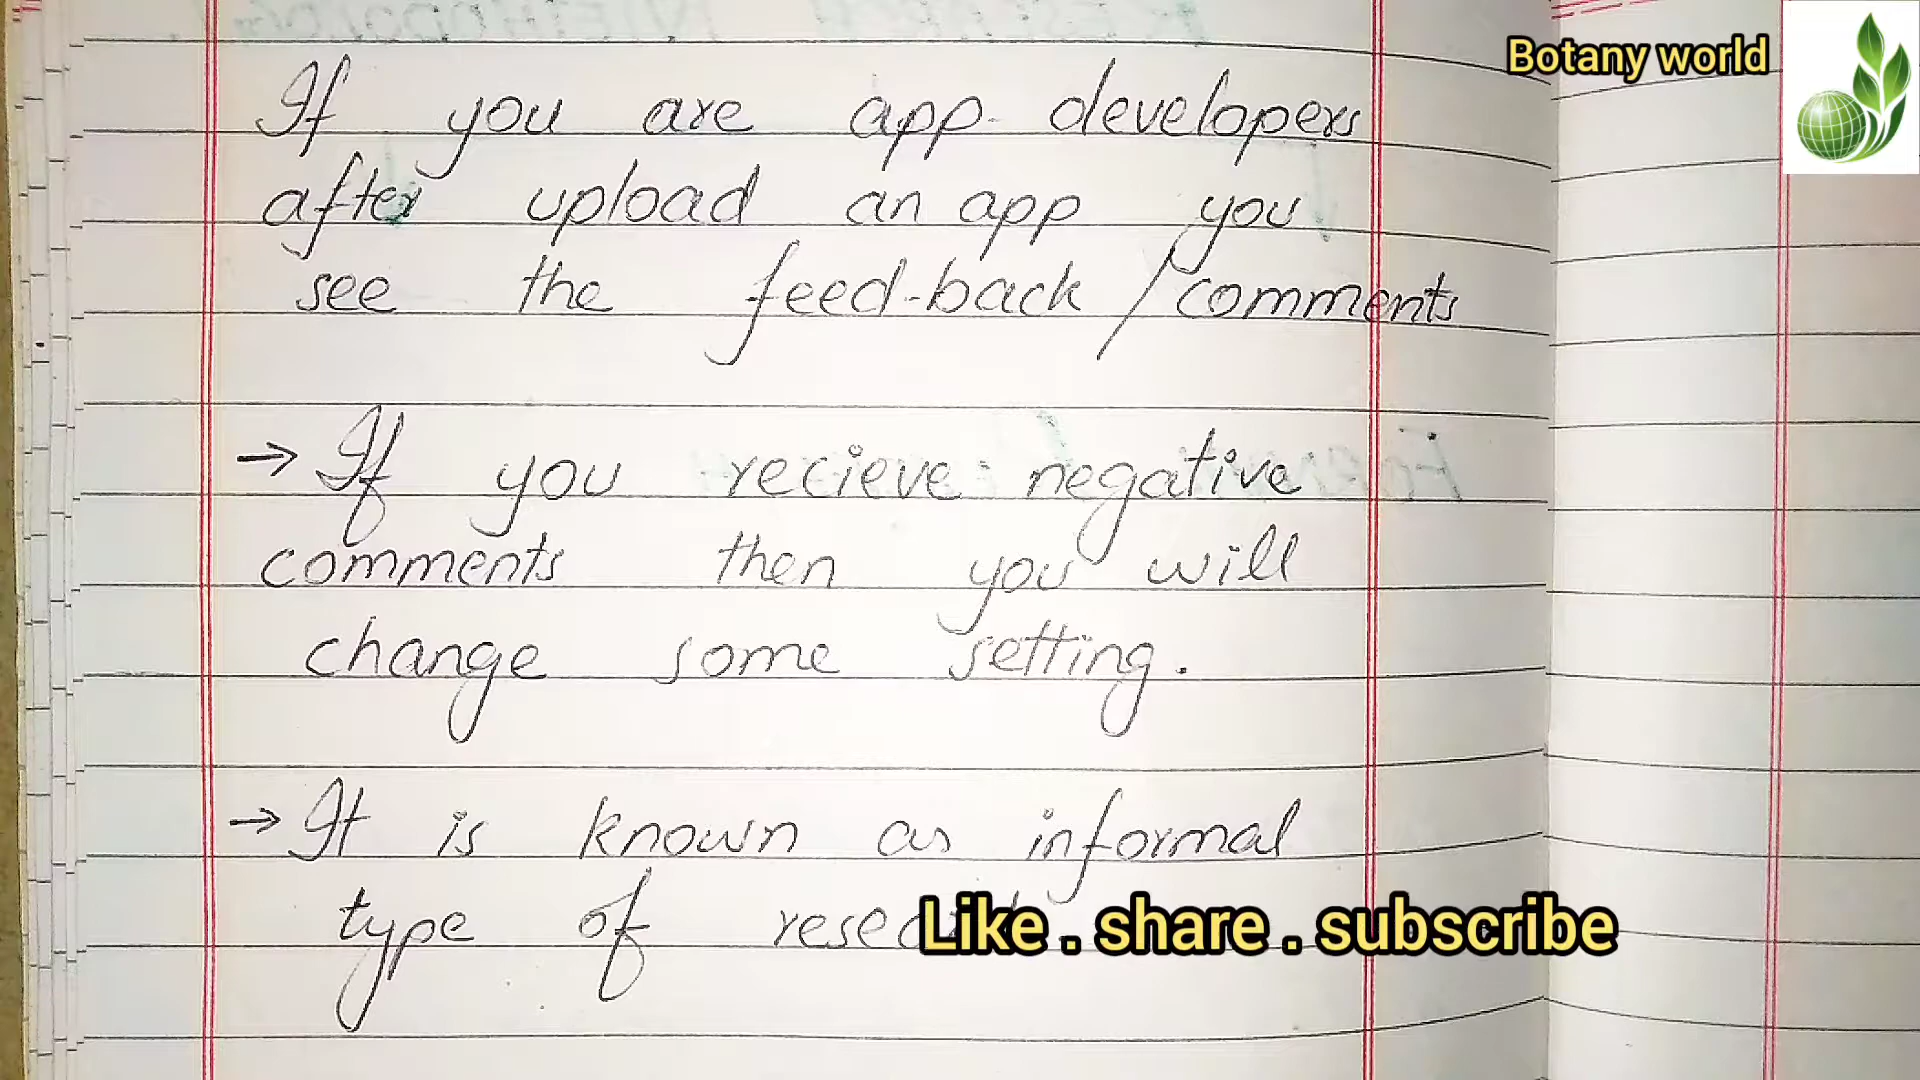 Botany world
If you are app developers
after upload an app you
see the feed-back / comments
→ If you recieve negative
comments then you will
change some setting.
→ It is known as informal
type of
Like . share . subscribe